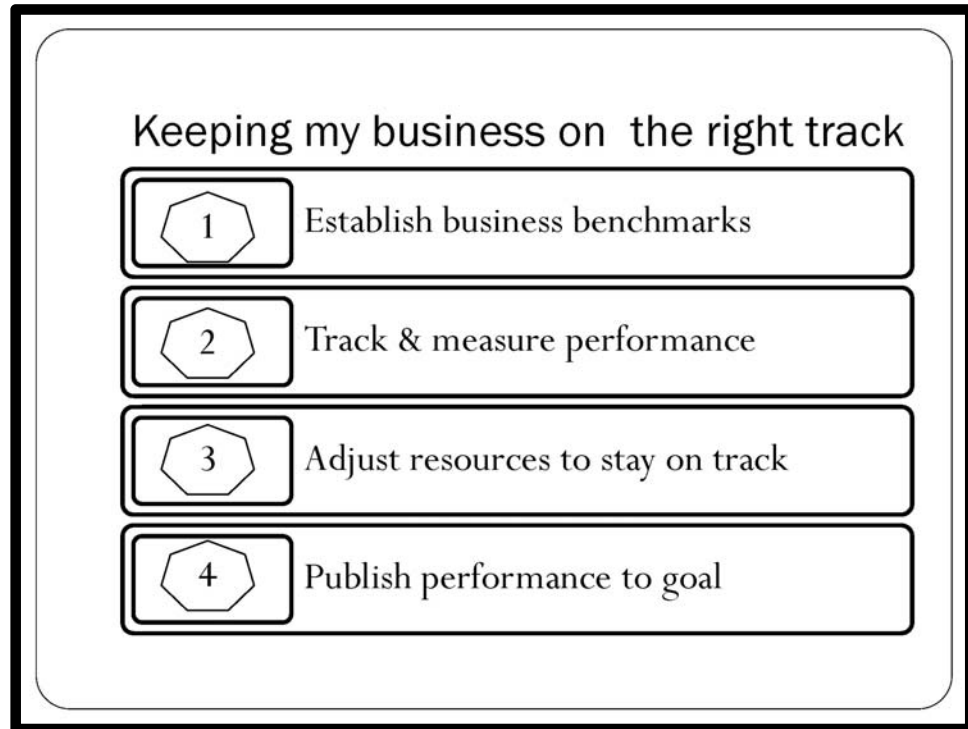 Keeping my business on  the right track
1 Establish business benchmarks
2 Track & measure performance
3 Adjust resources to stay on track
4 Publish performance to goal